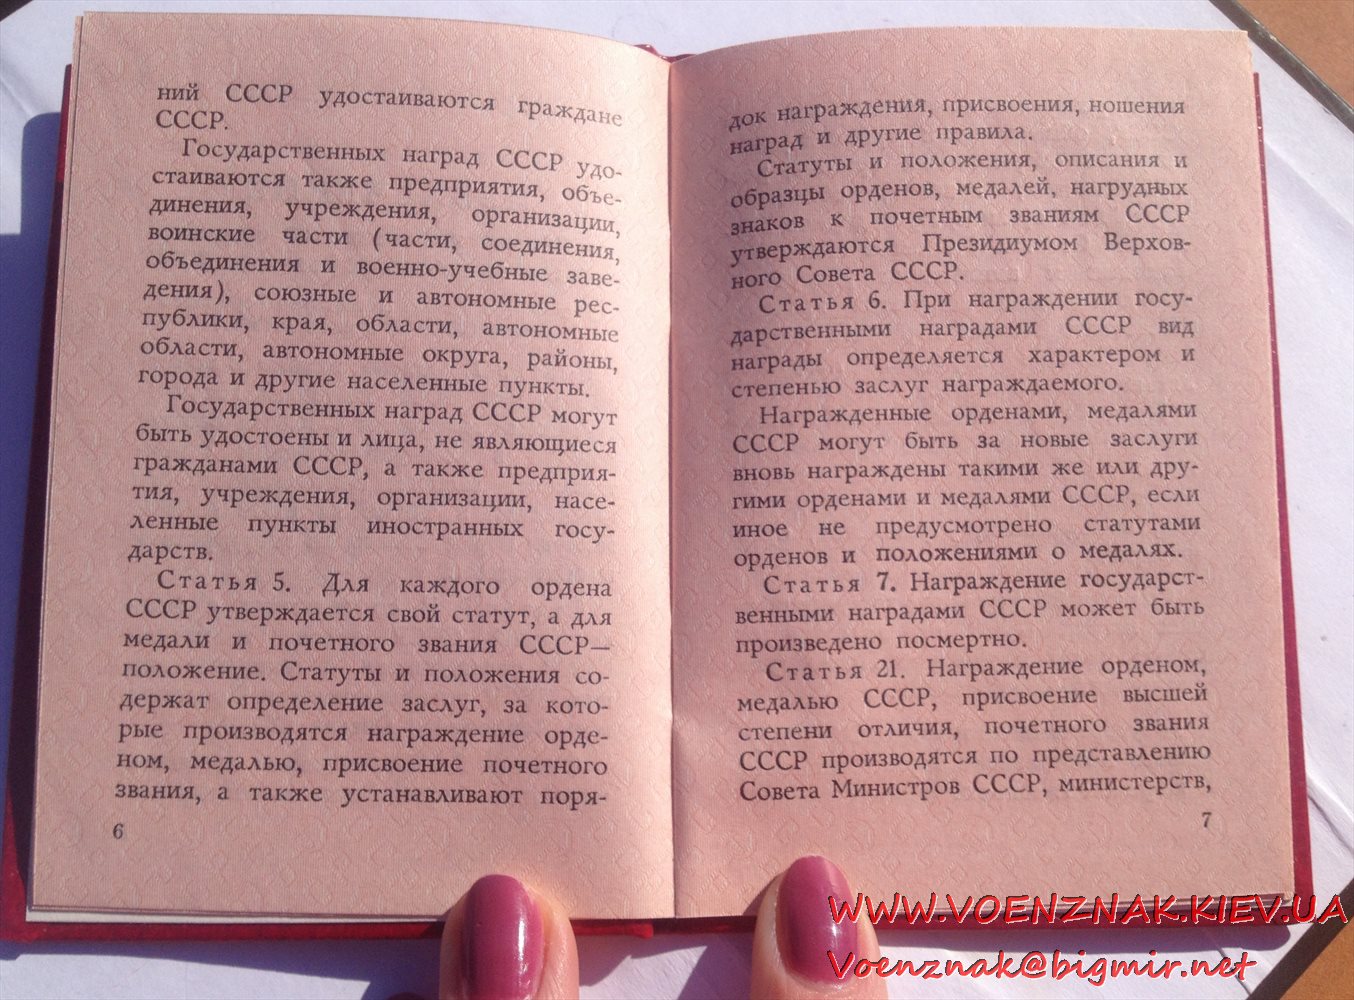 ний СССР удостаиваются граждане
СССР.
Государственных наград СССР удо-
стаиваются также предприятия, объе-
динения, учреждения, организации,
воинские части (части, соединения,
объединения и военно-учебные заве-
дения), союзные и автономные рес-
публики, края, области, автономные
области, автономные округа, районы,
города и другие населенные пункты.
Государственных наград СССР могут
быть удостоены и лица, не являющиеся
гражданами СССР, а также предприя-
тия, учреждения, организации, насе-
ленные пункты иностранных госу-
дарств.
Статья 5. Для каждого ордена
СССР утверждается свой статут, а для
медали и почетного звания СССР—
положение. Статуты и положения со-
держат определение заслуг, за кото-
рые производятся награждение орде-
ном, медалью, присвоение почетного
звания, а также устанавливают поря-
6
док награждения, присвоения, ношения
наград и другие правила.
Статуты и положения, описания и
образцы орденов, медалей, нагрудных
знаков к почетным званиям СССР
утверждаются Президиумом Верхов-
ного Совета СССР.
Статья 6. При награждении госу-
дарственными наградами СССР вид
награды определяется характером и
степенью заслуг награждаемого.
Награжденные орденами, медалями
СССР могут быть за новые заслуги
вновь награждены такими же или дру-
гими орденами и медалями СССР, если
иное не предусмотрено статутами
орденов и положениями о медалях.
Статья 7. Награждение государст-
венными наградами СССР может быть
произведено посмертно.
Статья 21. Награждение орденом,
медалью СССР, присвоение высшей
степени отличия, почетного звания
СССР производятся по представлению
Совета Министров СССР, министерств,
7
WWW.VOENZNAK.KIEV.UA
Voenznak@bigmir.net